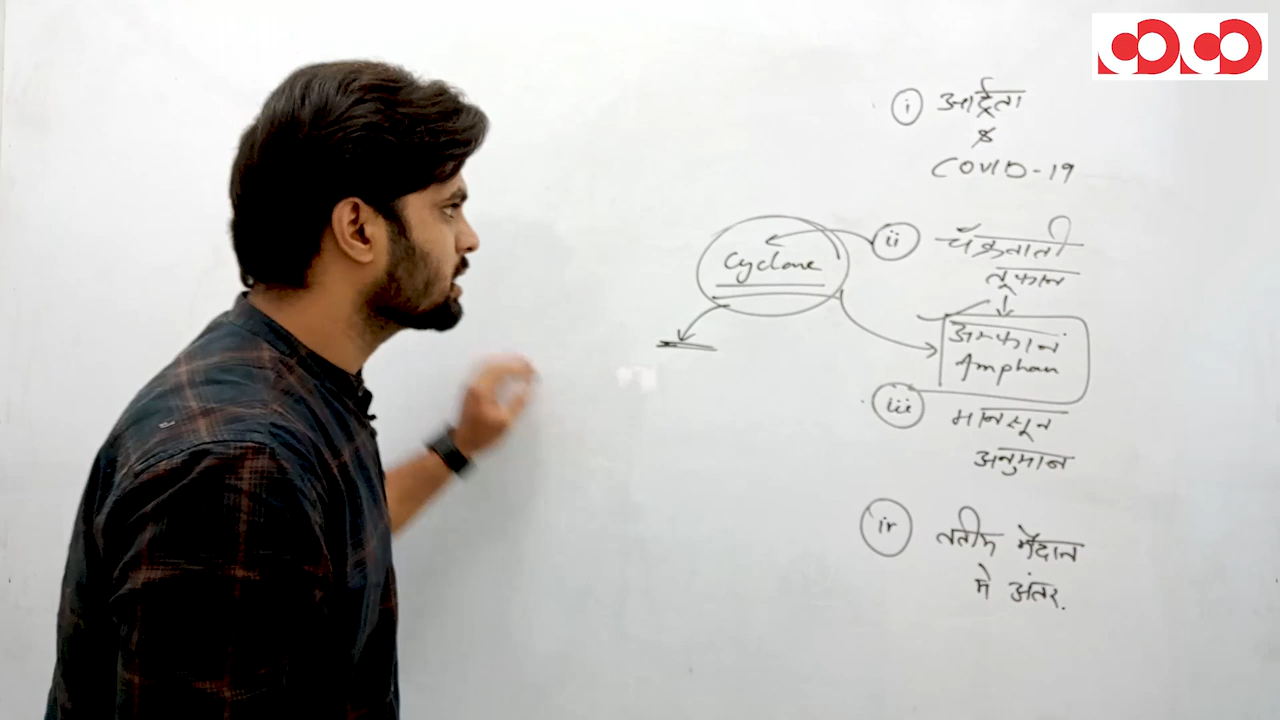 Cyclone
i आर्द्रता
&
COVID-19
ii चक्रवाती
तूफान
अम्फान
Amphan
iii मानसून
अनुमान
iv तटीय मैदान
मे अंतर.